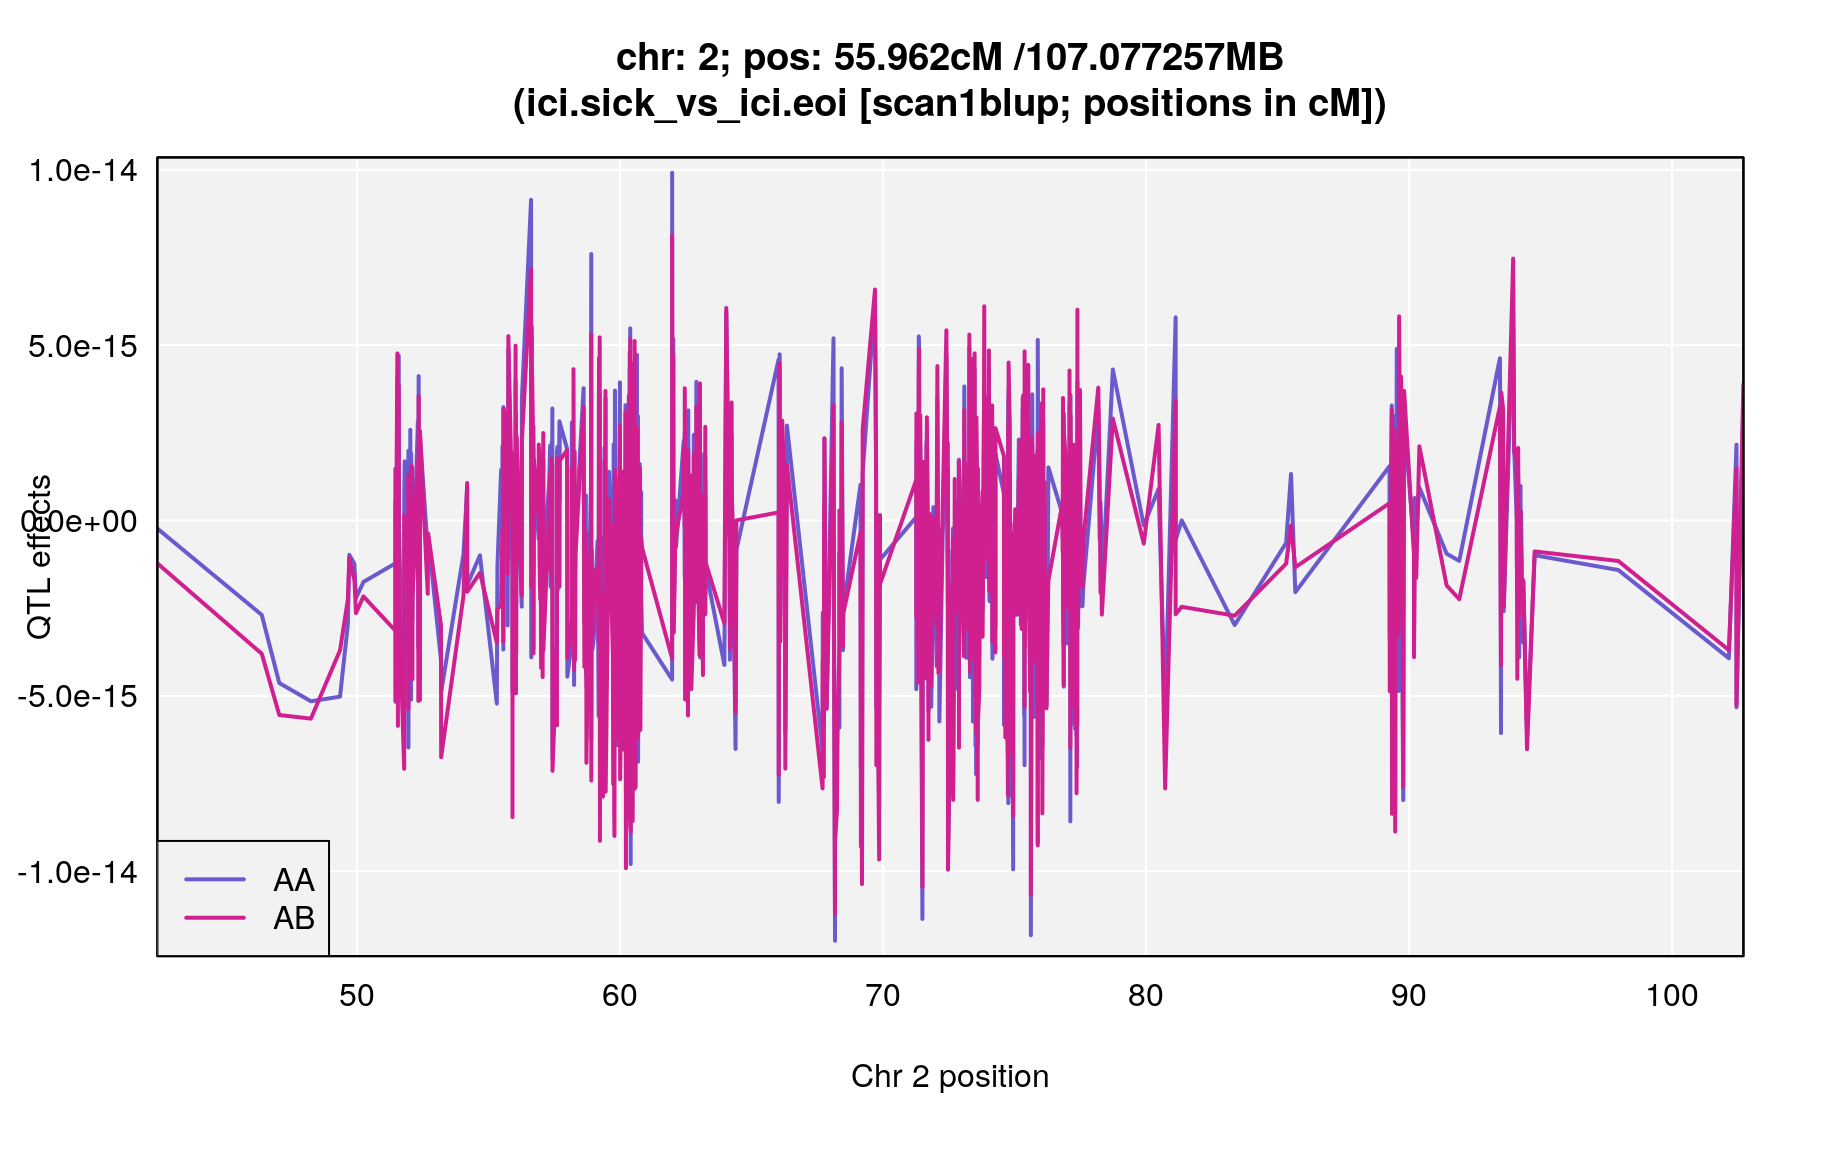 chr: 2; pos: 55.962cM /107.077257MB
(ici.sick_vs_ici.eoi [scan1blup; positions in cM])
QTL effects
1.0e-14
5.0e-15
0.0e+00
-5.0e-15
-1.0e-14
AA
AB
50 60 70 80 90 100
Chr 2 position